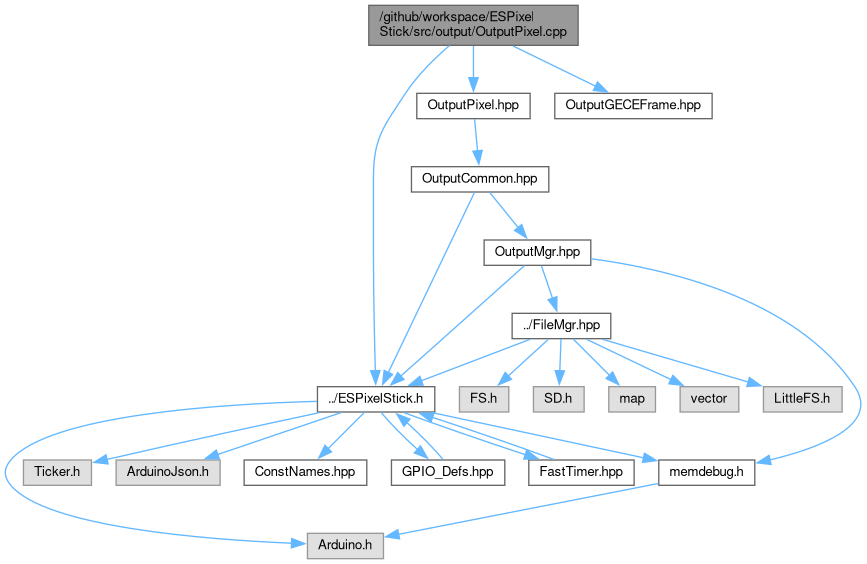 /github/workspace/ESPixel
Stick/src/output/OutputPixel.cpp
OutputPixel.hpp
OutputGECEFrame.hpp
OutputCommon.hpp
OutputMgr.hpp
../FileMgr.hpp
../ESPixelStick.h
FS.h
SD.h
map
vector
LittleFS.h
Ticker.h
ArduinoJson.h
ConstNames.hpp
GPIO_Defs.hpp
FastTimer.hpp
memdebug.h
Arduino.h